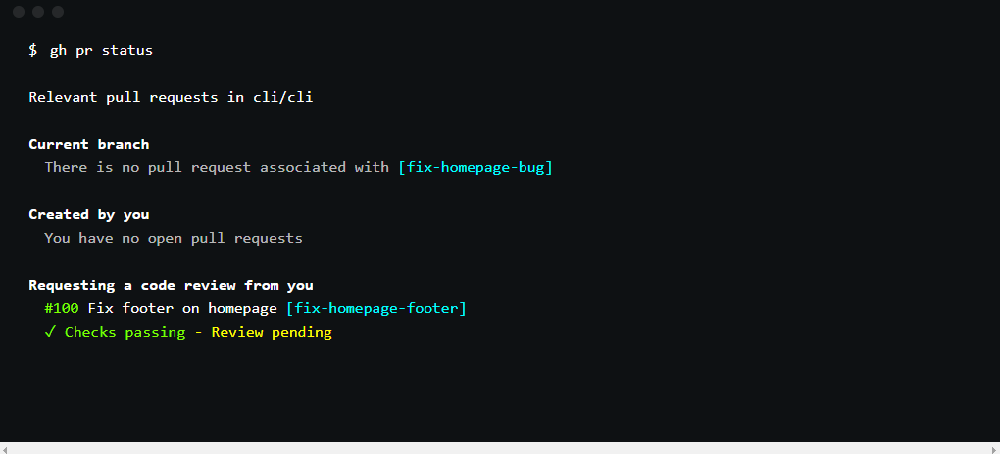 $ gh pr status
Relevant pull requests in cli/cli
Current branch
There is no pull request associated with [fix-homepage-bug]
Created by you
You have no open pull requests
Requesting a code review from you
#100 Fix footer on homepage [fix-homepage-footer]
✓ Checks passing - Review pending